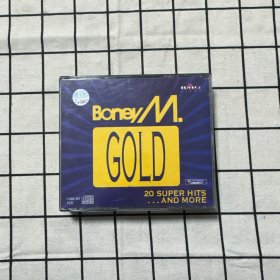 Boney M.
GOLD
20 SUPER HITS
...AND MORE